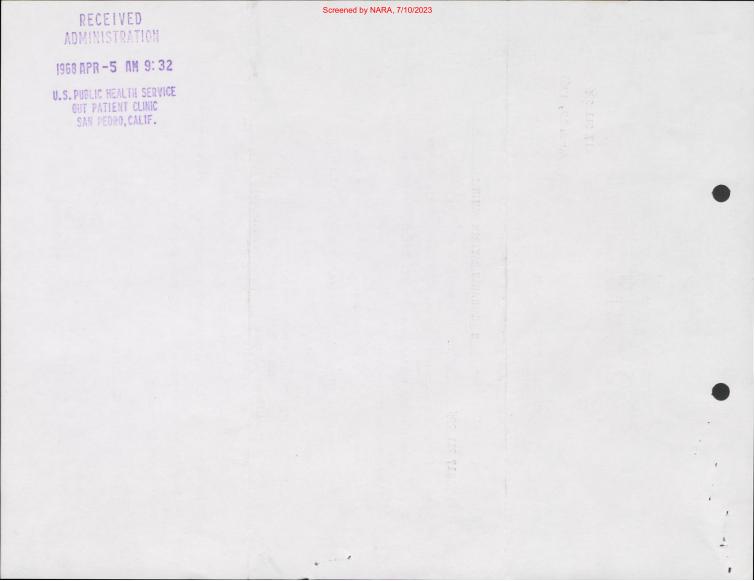 Screened by NARA, 7/10/2023
RECEIVED
ADMINISTRATION
1968 APR -5 AM 9:32
U.S. PUBLIC HEALTH SERVICE
OUT PATIENT CLINIC
SAN PEDRO, CALIF.